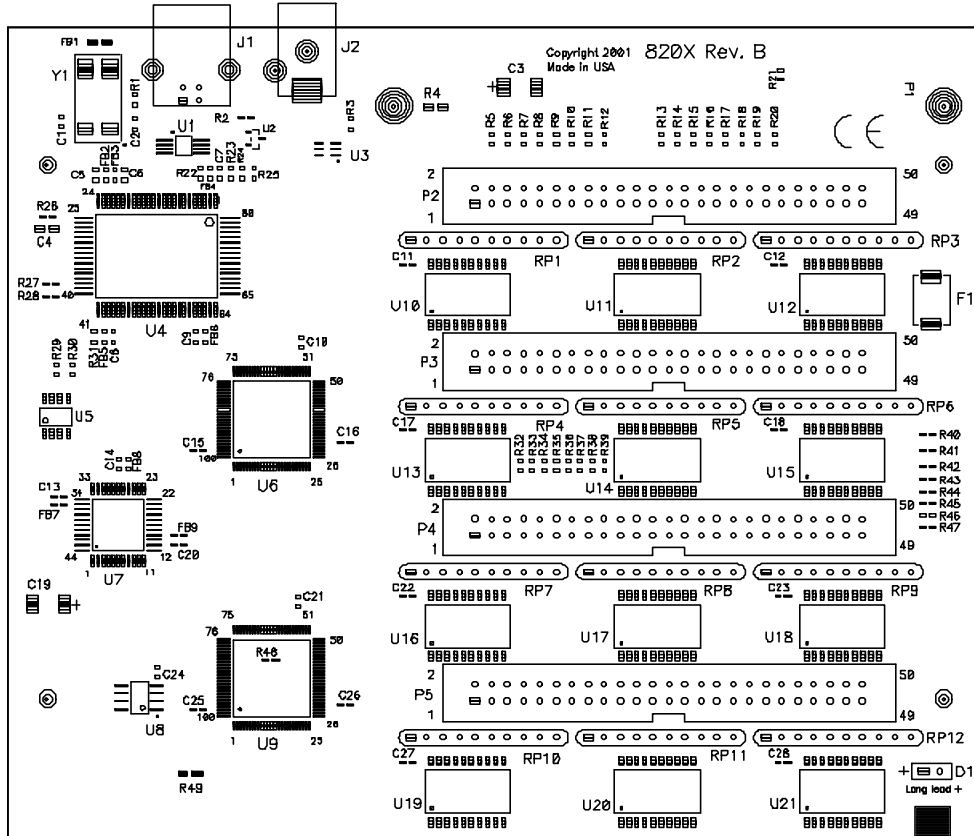 FB1
J1
J2
Copyright 2001 820X Rev. B
Made In USA
Y1
R1
C3
+
R21
P1
R4
C1
C2
U1
R2
U2
R3
U3
R5
R6
R7
R8
R9
R10
R11
R12
R13
R14
R15
R16
R17
R18
R19
R20
CE
C5
FB2
FB3
C6
R22
FB4
C7
R23
R24
R25
24
1
25
80
R26
C4
R27
R28
40
65
41
64
U4
2
50
P2
1
49
C11
RP1
RP2
C12
RP3
U10
U11
U12
F1
R29
R30
R31
FB5
C8
C9
FB6
C10
75
51
76
50
2
50
P3
1
49
U5
C15
100
C16
26
1
25
U6
C17
RP4
RP5
C18
RP6
R32
R33
R34
R35
R36
R37
R38
R39
U13
U14
U15
R40
R41
R42
R43
R44
R45
R46
R47
C14
FB8
33
23
C13
34
22
FB7
FB9
44
12
C20
1
11
U7
2
50
P4
1
49
C19
+
C22
RP7
RP8
C23
RP9
C21
75
51
76
50
U16
U17
U18
R48
C24
U8
C25
100
C26
26
1
25
U9
2
50
P5
1
49
C27
RP10
RP11
C28
RP12
R49
U19
U20
U21
+
D1
Long lead +